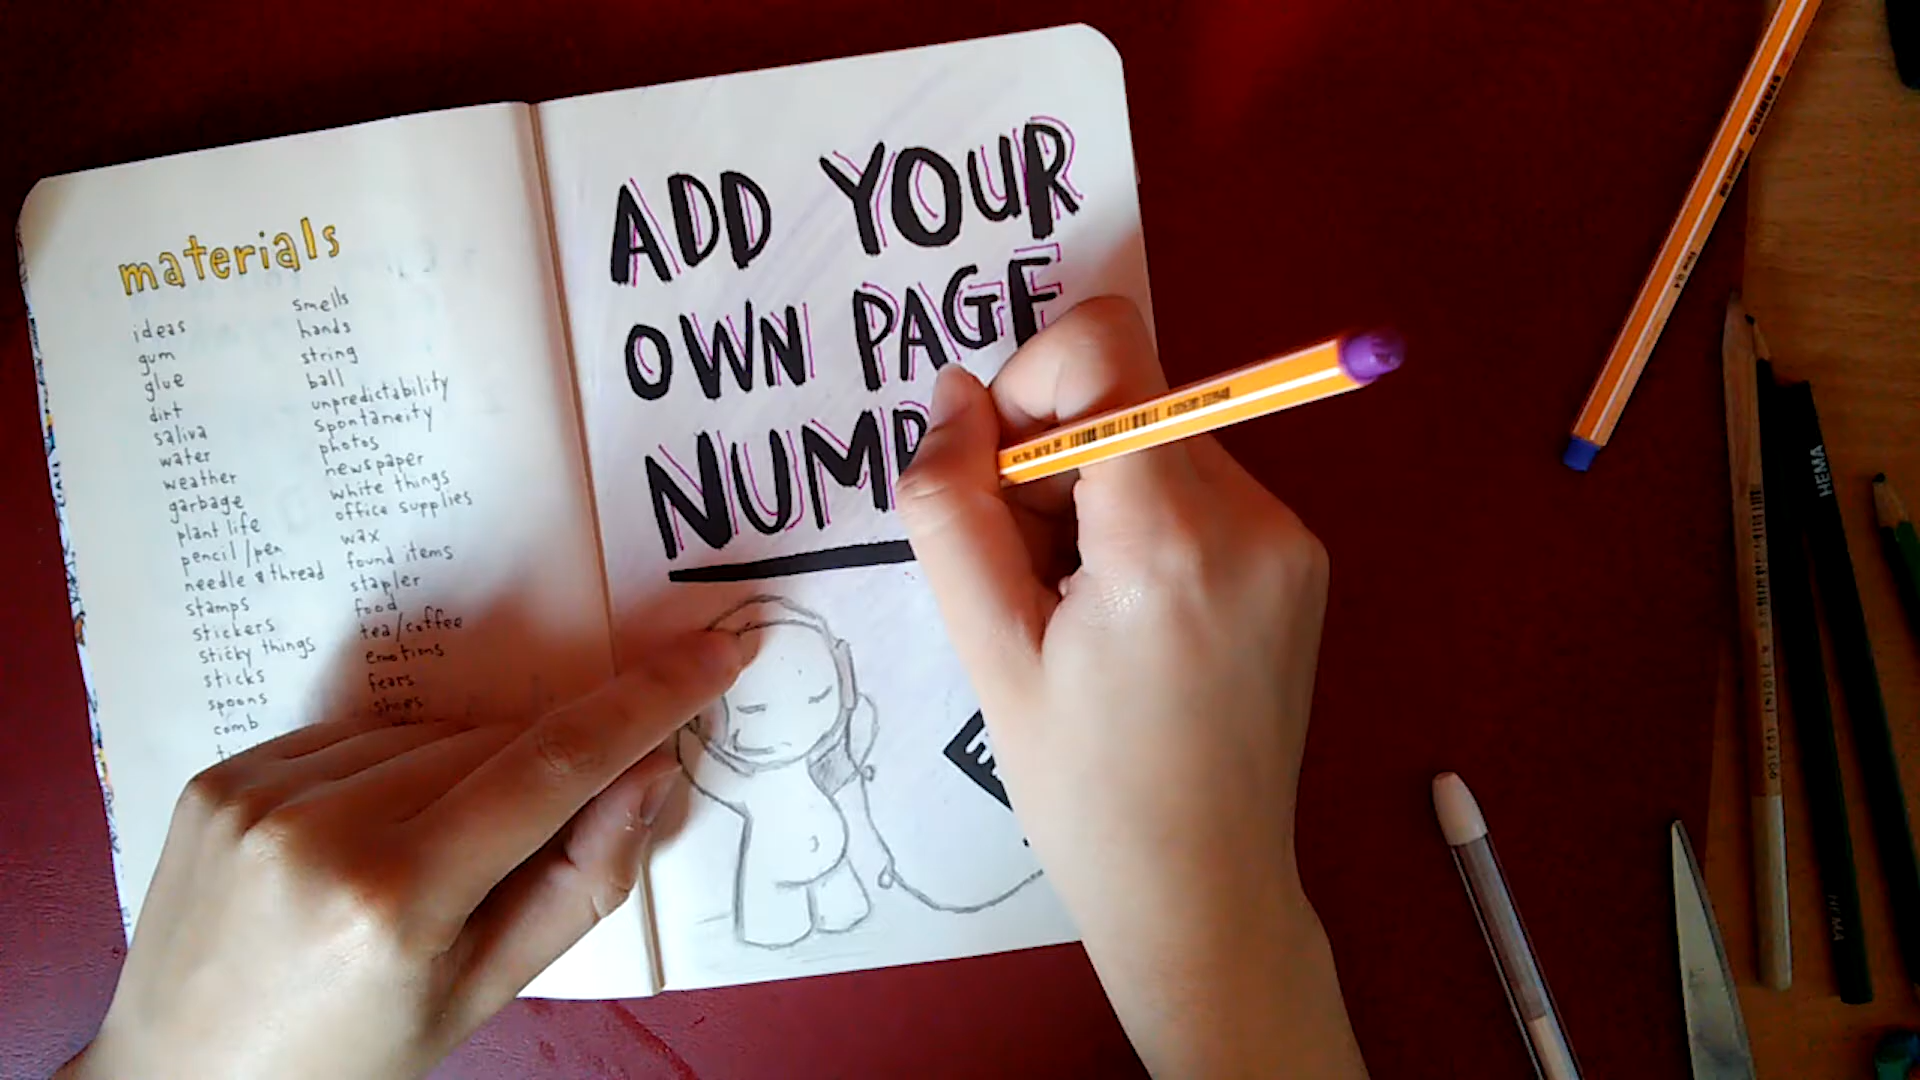 materials
ideas
gum
glue
dirt
saliva
water
weather
garbage
plant life
pencil/pen
needle & thread
stamps
stickers
sticky things
sticks
spoons
comb
smells
hands
string
ball
unpredictability
spontaneity
photos
newspaper
white things
office supplies
wax
found items
stapler
food
tea/coffee
emotions
fears
shoes
ADD YOUR
OWN PAGE
NUMB
HEMA
HEMA